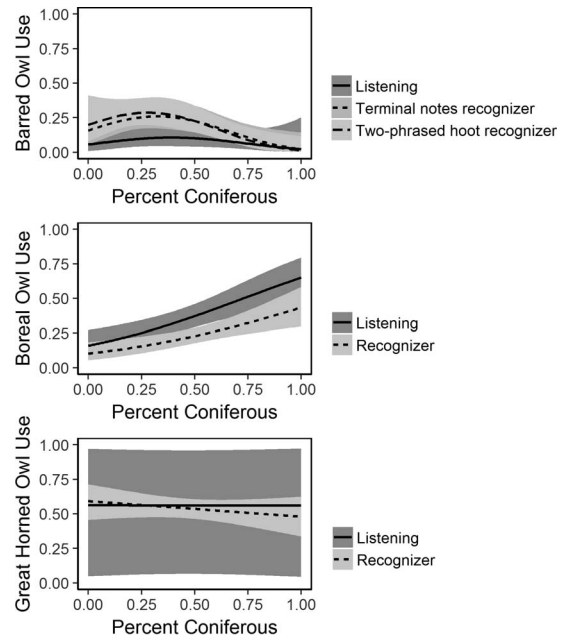 Barred Owl Use
1.00
0.75
0.50
0.25
0.00
0.00 0.25 0.50 0.75 1.00
Percent Coniferous
Listening
Terminal notes recognizer
Two-phrased hoot recognizer
Boreal Owl Use
1.00
0.75
0.50
0.25
0.00
0.00 0.25 0.50 0.75 1.00
Percent Coniferous
Listening
Recognizer
Great Horned Owl Use
1.00
0.75
0.50
0.25
0.00
0.00 0.25 0.50 0.75 1.00
Percent Coniferous
Listening
Recognizer